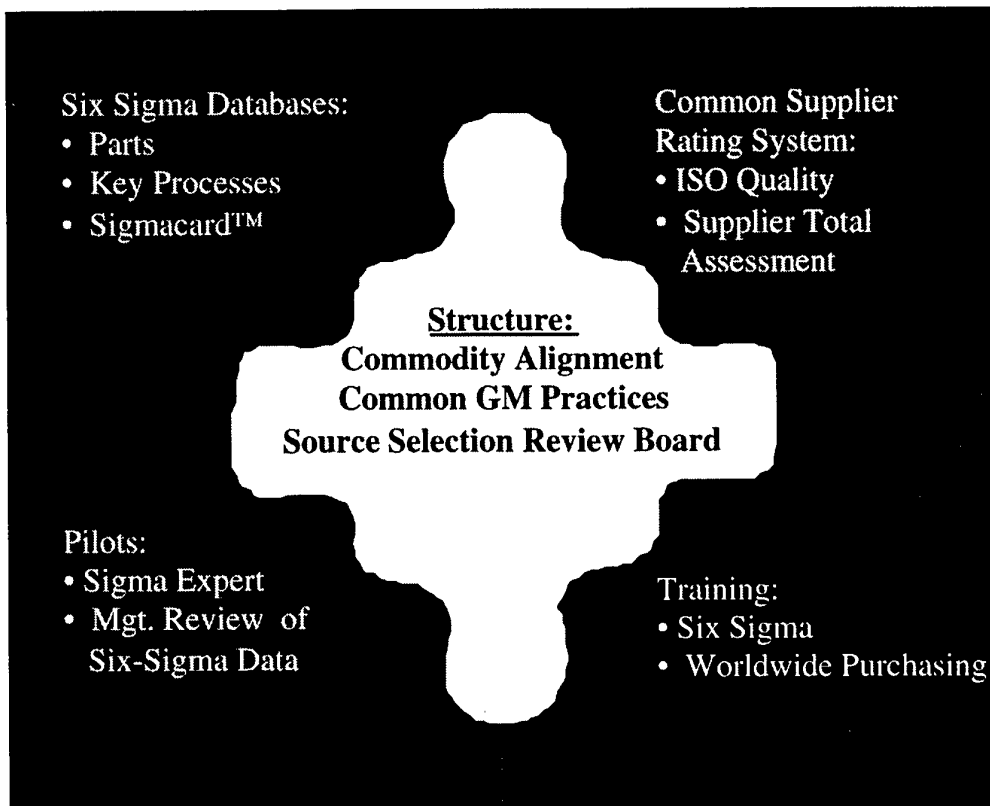 Six Sigma Databases:
• Parts
• Key Processes
• Sigmacard™
Common Supplier
Rating System:
• ISO Quality
• Supplier Total
Assessment
Structure:
Commodity Alignment
Common GM Practices
Source Selection Review Board
Pilots:
• Sigma Expert
• Mgt. Review of
Six-Sigma Data
Training:
• Six Sigma
• Worldwide Purchasing